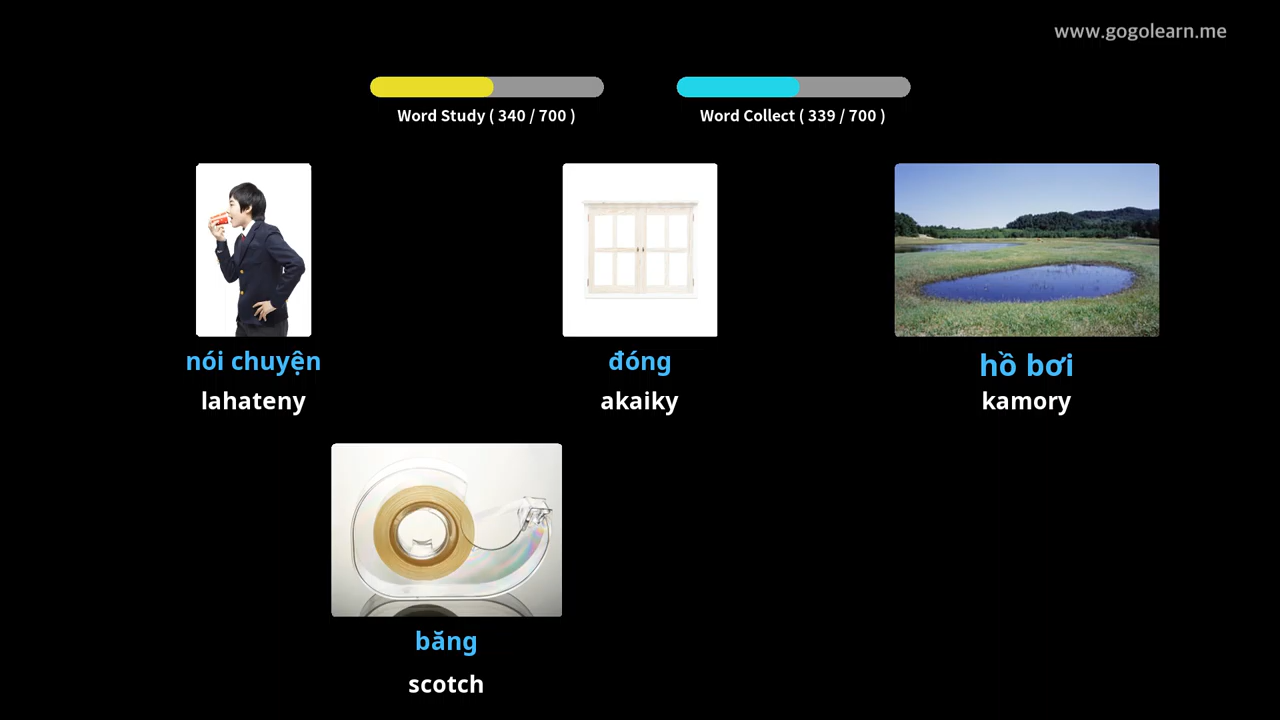 www.gogolearn.me
Word Study ( 340 / 700 )
Word Collect ( 339 / 700 )
nói chuyện
lahateny
đóng
akaiky
hồ bơi
kamory
băng
scotch